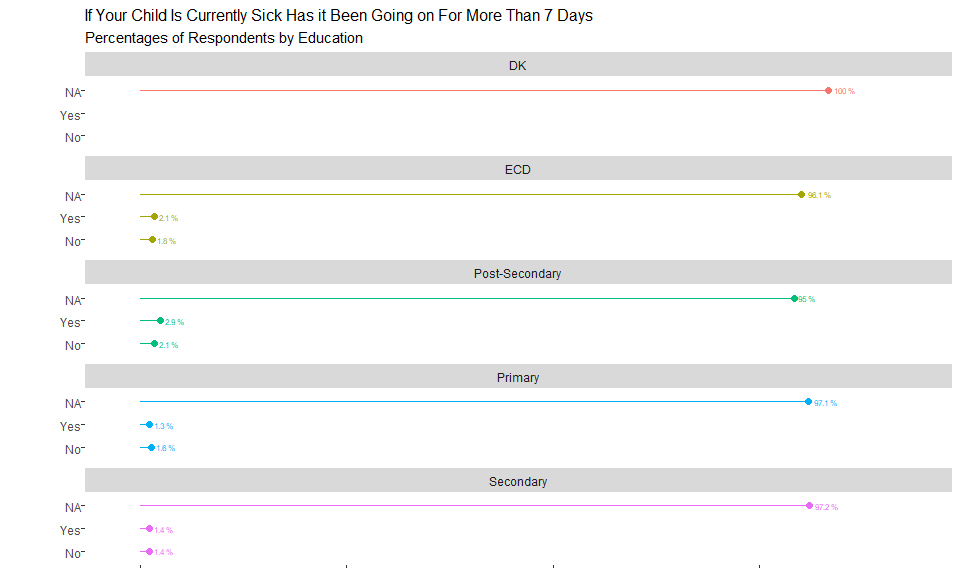 If Your Child Is Currently Sick Has it Been Going on For More Than 7 Days
Percentages of Respondents by Education
DK
NA 100 %
Yes
No
ECD
NA 96.1 %
Yes 2.1 %
No 1.8 %
Post-Secondary
NA 95 %
Yes 2.9 %
No 2.1 %
Primary
NA 97.1 %
Yes 1.3 %
No 1.6 %
Secondary
NA 97.2 %
Yes 1.4 %
No 1.4 %